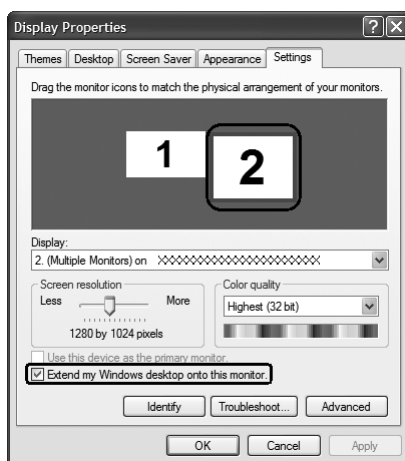 Display Properties
Themes Desktop Screen Saver Appearance Settings
Drag the monitor icons to match the physical arrangement of your monitors.
1 2
Display:
2. (Multiple Monitors) on XXXXXXXXXXXXXXXXXXXXXXX
Screen resolution Color quality
Less More Highest (32 bit)
1280 by 1024 pixels
Use this device as the primary monitor.
Extend my Windows desktop onto this monitor.
Identify Troubleshoot... Advanced
OK Cancel Apply